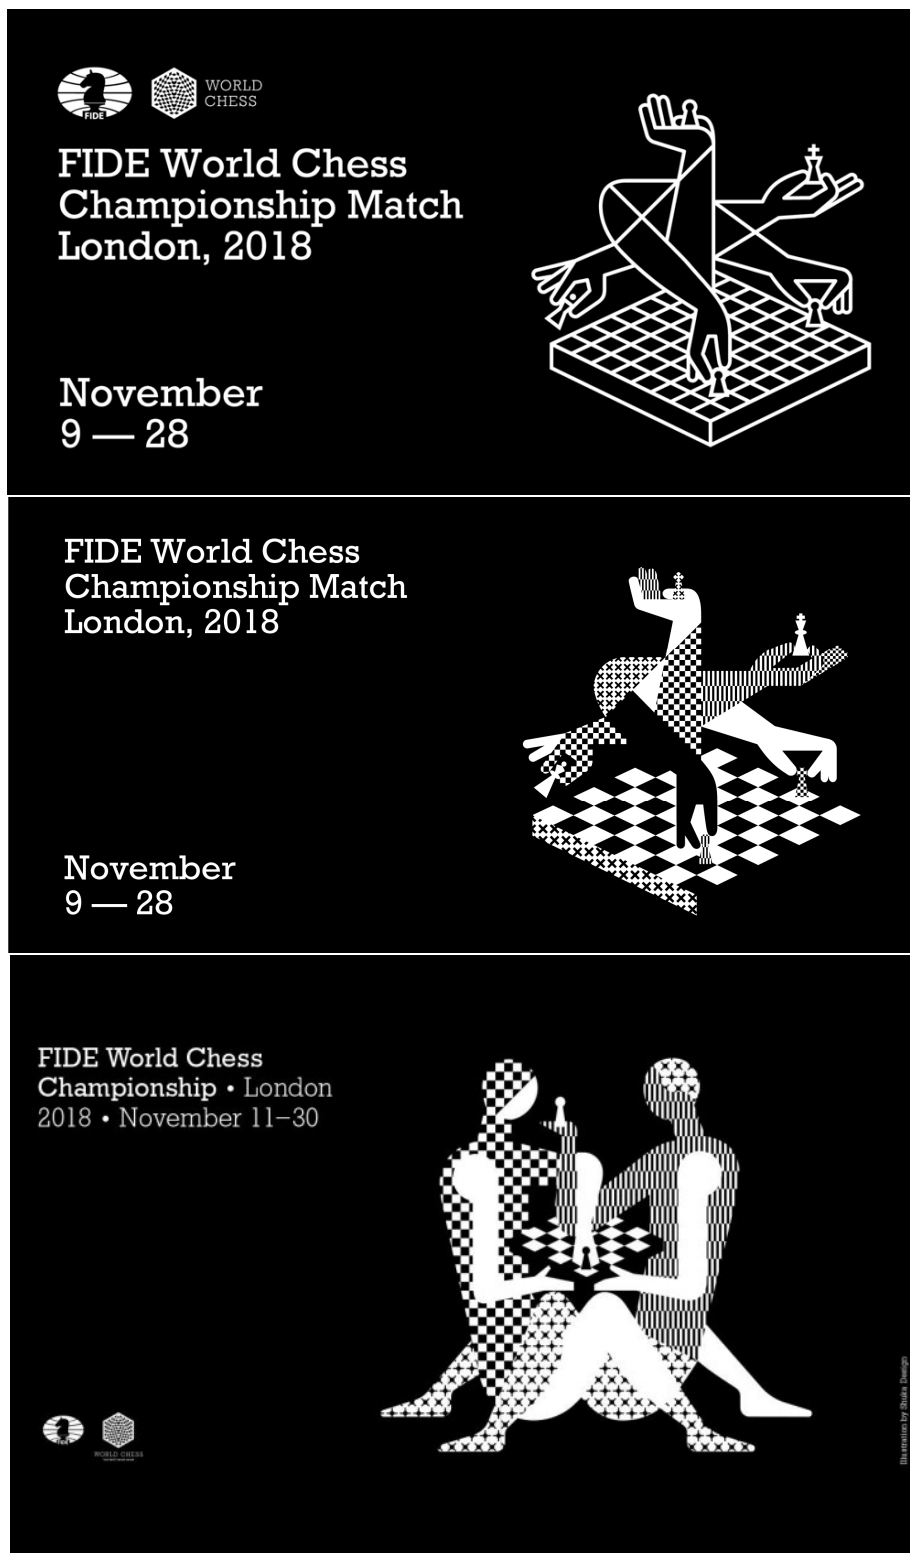 FIDE
WORLD
CHESS
FIDE World Chess
Championship Match
London, 2018
November
9 — 28
FIDE World Chess
Championship Match
London, 2018
November
9 — 28
FIDE World Chess
Championship • London
2018 • November 11–30
Illustration by Shuka Design
FIDE
WORLD CHESS